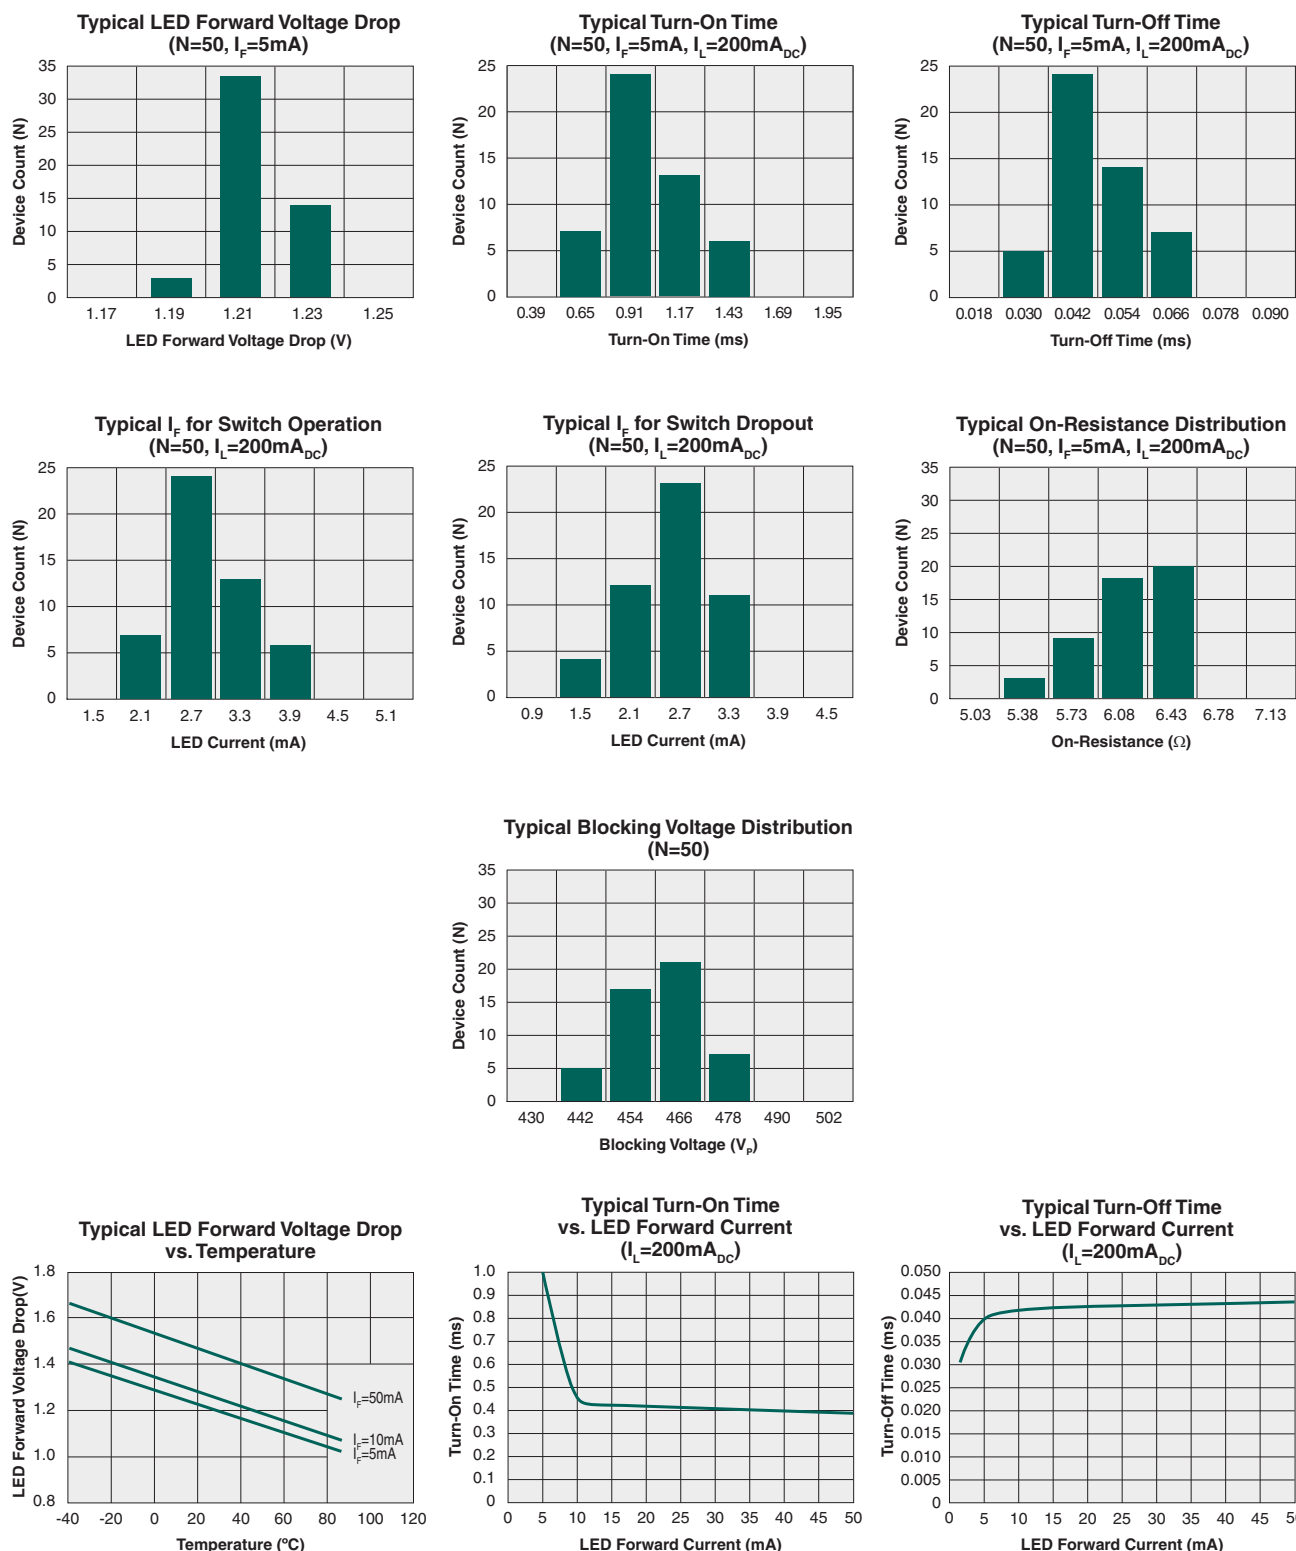 Typical LED Forward Voltage Drop
(N=50, IF=5mA)
35
30
25
20
15
10
5
0
Device Count (N)
1.17 1.19 1.21 1.23 1.25
LED Forward Voltage Drop (V)
Typical Turn-On Time
(N=50, IF=5mA, IL=200mADC)
25
20
15
10
5
0
Device Count (N)
0.39 0.65 0.91 1.17 1.43 1.69 1.95
Turn-On Time (ms)
Typical Turn-Off Time
(N=50, IF=5mA, IL=200mADC)
25
20
15
10
5
0
Device Count (N)
0.018 0.030 0.042 0.054 0.066 0.078 0.090
Turn-Off Time (ms)
Typical IF for Switch Operation
(N=50, IL=200mADC)
25
20
15
10
5
0
Device Count (N)
1.5 2.1 2.7 3.3 3.9 4.5 5.1
LED Current (mA)
Typical IF for Switch Dropout
(N=50, IL=200mADC)
25
20
15
10
5
0
Device Count (N)
0.9 1.5 2.1 2.7 3.3 3.9 4.5
LED Current (mA)
Typical On-Resistance Distribution
(N=50, IF=5mA, IL=200mADC)
35
30
25
20
15
10
5
0
Device Count (N)
5.03 5.38 5.73 6.08 6.43 6.78 7.13
On-Resistance (Ω)
Typical Blocking Voltage Distribution
(N=50)
35
30
25
20
15
10
5
0
Device Count (N)
430 442 454 466 478 490 502
Blocking Voltage (VP)
Typical LED Forward Voltage Drop
vs. Temperature
1.8
1.6
1.4
1.2
1.0
0.8
LED Forward Voltage Drop(V)
IF=50mA
IF=10mA
IF=5mA
-40 -20 0 20 40 60 80 100 120
Temperature (ºC)
Typical Turn-On Time
vs. LED Forward Current
(IL=200mADC)
1.0
0.9
0.8
0.7
0.6
0.5
0.4
0.3
0.2
0.1
0
Turn-On Time (ms)
0 5 10 15 20 25 30 35 40 45 50
LED Forward Current (mA)
Typical Turn-Off Time
vs. LED Forward Current
(IL=200mADC)
0.050
0.045
0.040
0.035
0.030
0.025
0.020
0.015
0.010
0.005
0
Turn-Off Time (ms)
0 5 10 15 20 25 30 35 40 45 50
LED Forward Current (mA)